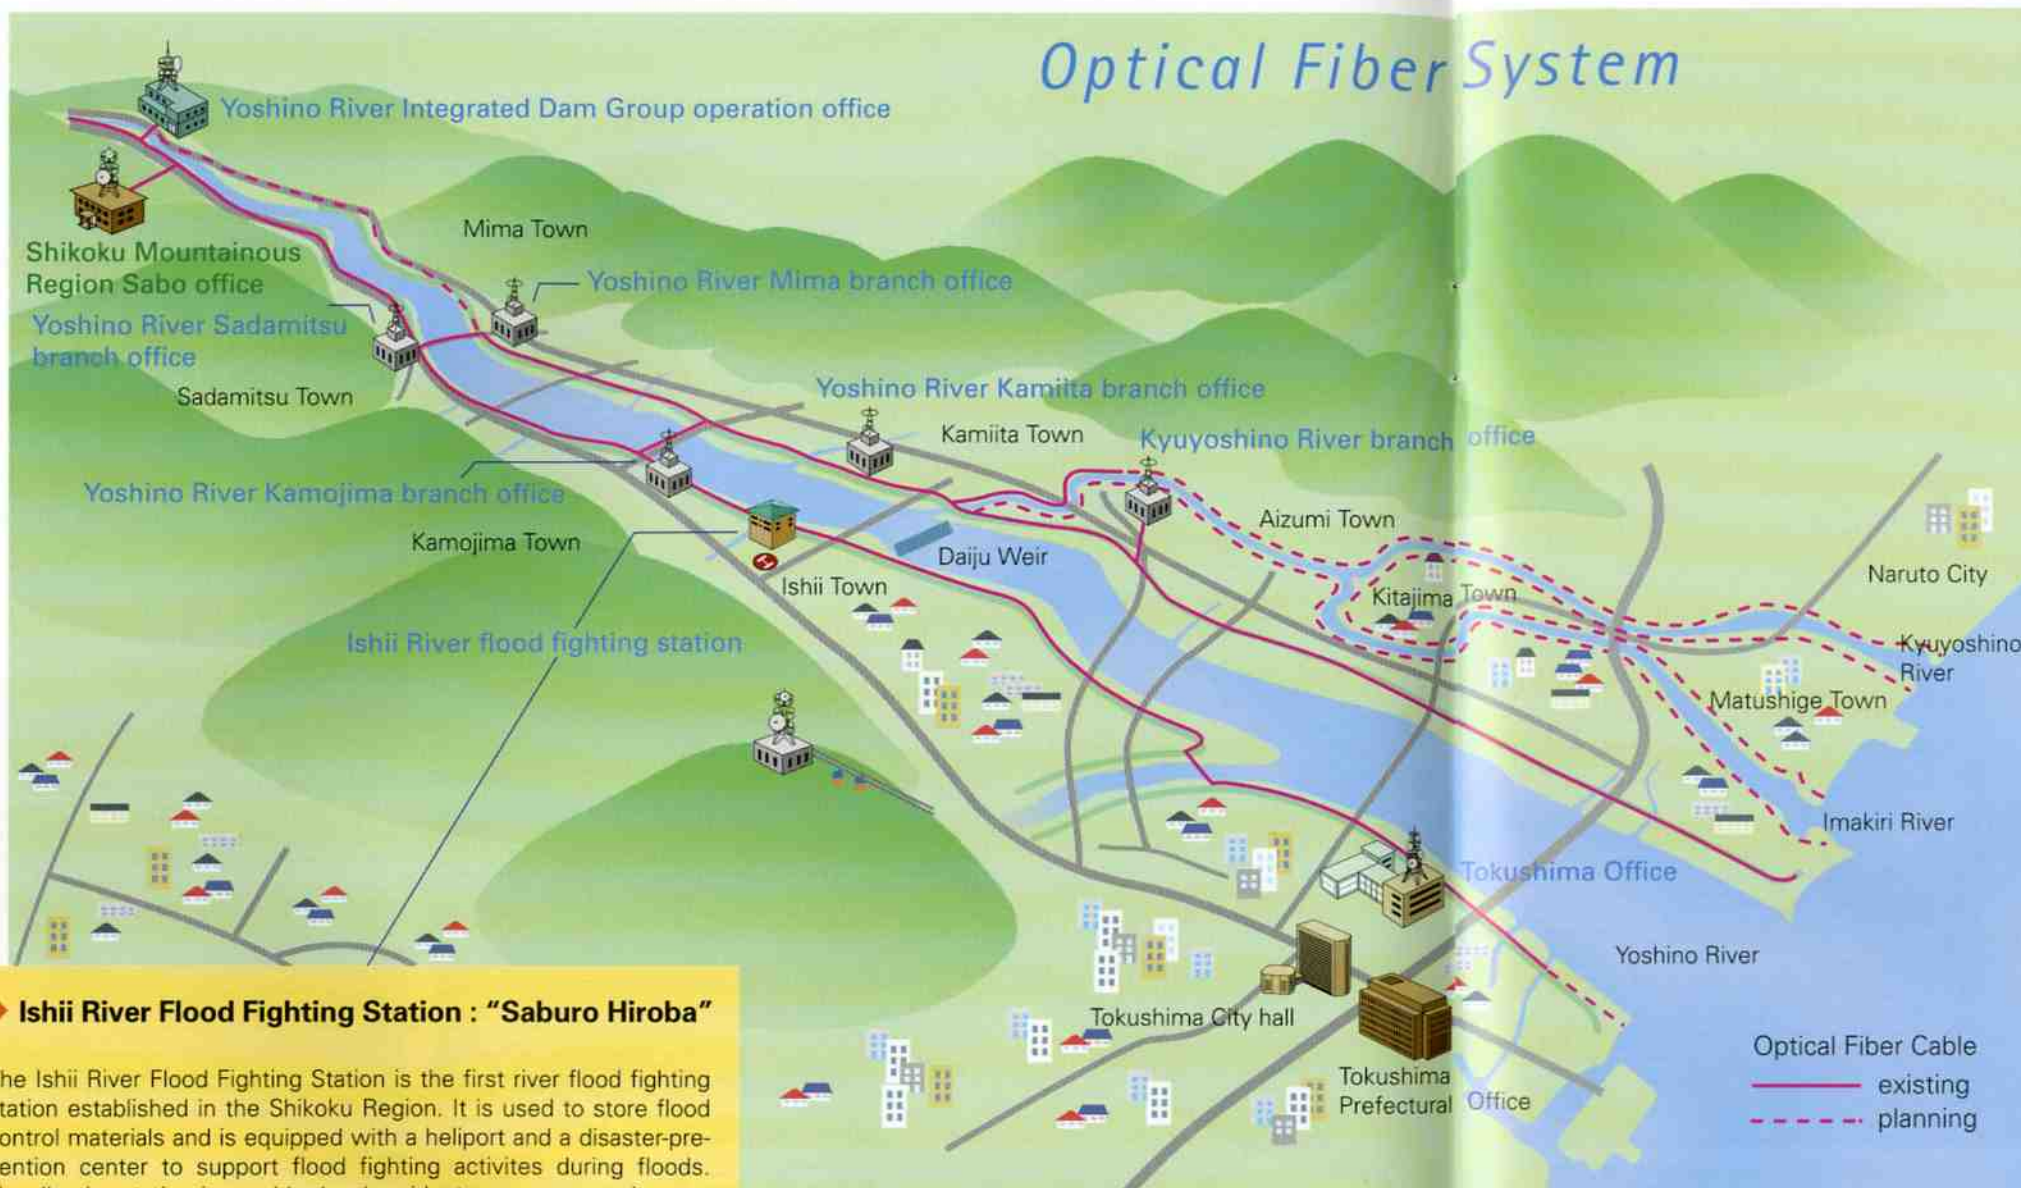 Optical Fiber System
Yoshino River Integrated Dam Group operation office
Shikoku Mountainous
Region Sabo office
Mima Town
Yoshino River Mima branch office
Yoshino River Sadamitsu
branch office
Sadamitsu Town
Yoshino River Kamiita branch office
Kamiita Town
Kyuyoshino River branch office
Yoshino River Kamojima branch office
Kamojima Town
Aizumi Town
Daiju Weir
Ishii Town
H
Kitajima Town
Naruto City
Ishii River flood fighting station
Kyuyoshino
River
Matushige Town
Imakiri River
Tokushima Office
Yoshino River
Tokushima City hall
Tokushima
Prefectural Office
Optical Fiber Cable
existing
planning
Ishii River Flood Fighting Station : “Saburo Hiroba”
he Ishii River Flood Fighting Station is the first river flood fighting
tation established in the Shikoku Region. It is used to store flood
ontrol materials and is equipped with a heliport and a disaster-pre-
ention center to support flood fighting activites during floods.